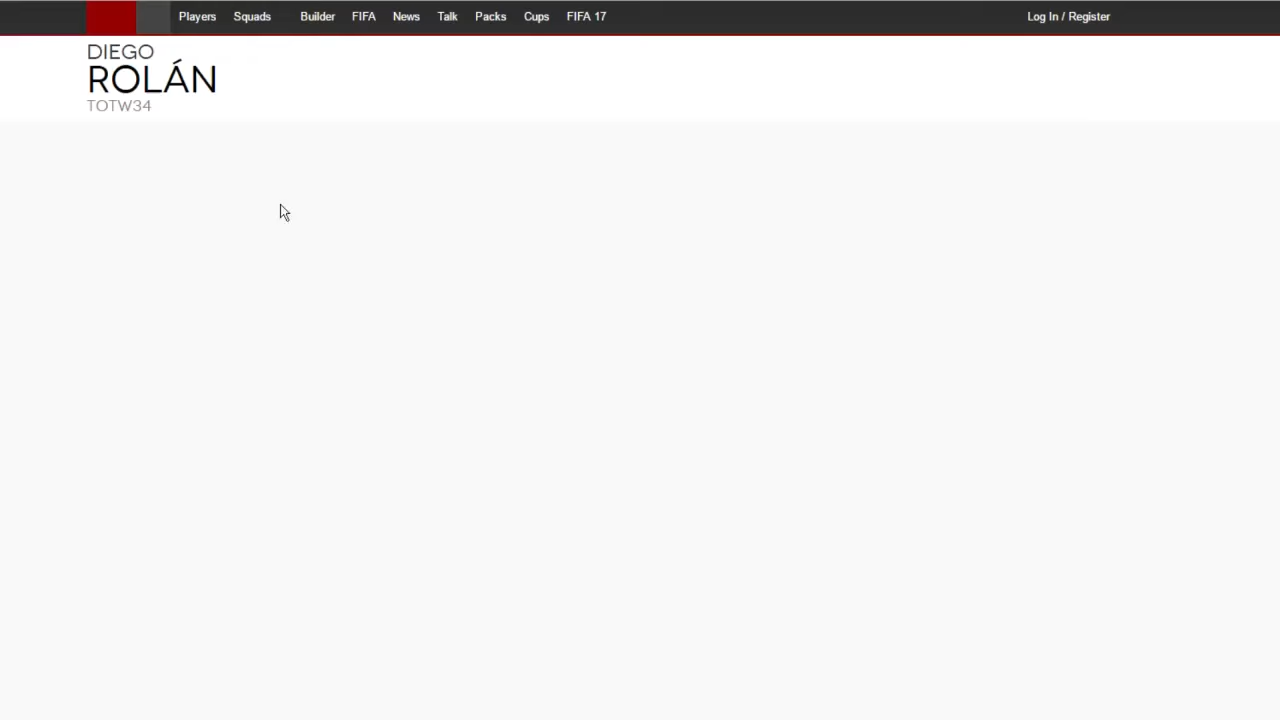 Players Squads Builder FIFA News Talk Packs Cups FIFA 17 Log In / Register
DIEGO
ROLÁN
TOTW34